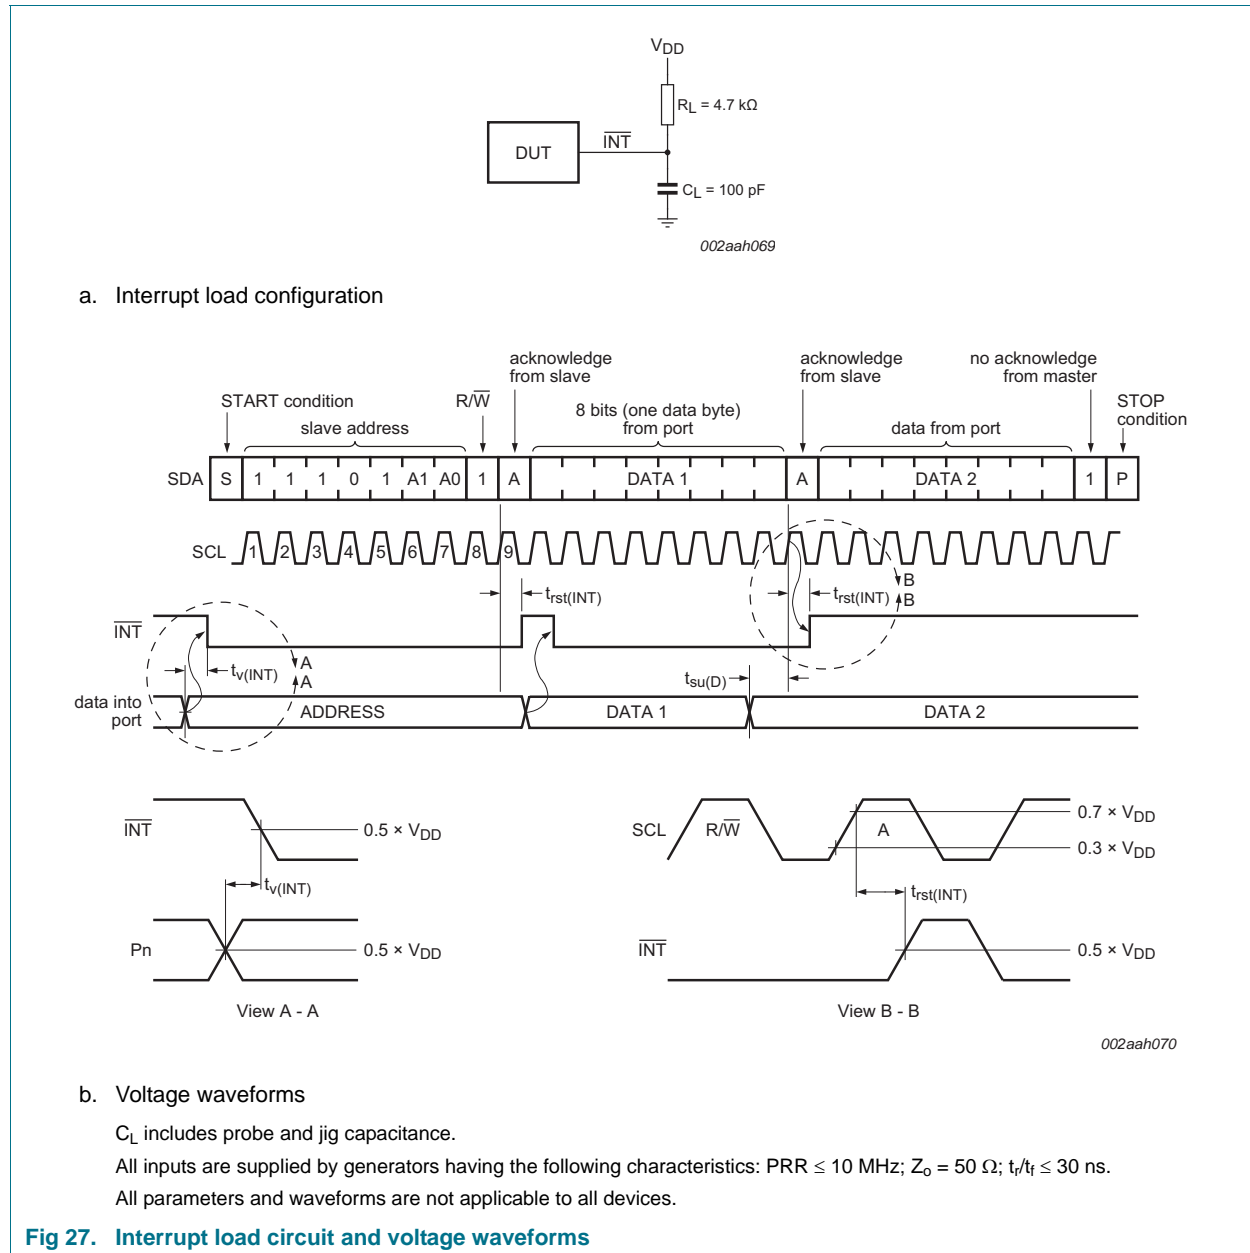 VDD
RL = 4.7 kΩ
DUT
INT
CL = 100 pF
002aah069
a. Interrupt load configuration
acknowledge
from slave
acknowledge
from slave
no acknowledge
from master
START condition
R/W
8 bits (one data byte)
from port
STOP
condition
slave address
data from port
SDA S 1 1 1 0 1 A1 A0 1 A DATA 1 A DATA 2 1 P
SCL 1 2 3 4 5 6 7 8 9
trst(INT)
trst(INT)
B
B
INT
tv(INT)
A
A
tsu(D)
data into
port
ADDRESS
DATA 1
DATA 2
INT
0.5 × VDD
tv(INT)
Pn
0.5 × VDD
View A - A
SCL
R/W
A
0.7 × VDD
0.3 × VDD
trst(INT)
INT
0.5 × VDD
View B - B
002aah070
b. Voltage waveforms
CL includes probe and jig capacitance.
All inputs are supplied by generators having the following characteristics: PRR ≤ 10 MHz; Zo = 50 Ω; tr/tf ≤ 30 ns.
All parameters and waveforms are not applicable to all devices.
Fig 27. Interrupt load circuit and voltage waveforms